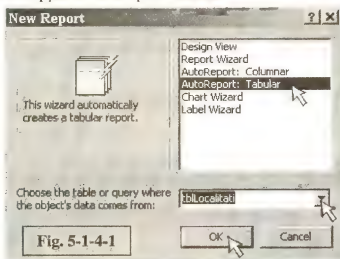 New Report
Design View
Report Wizard
AutoReport: Columnar
AutoReport: Tabular
Chart Wizard
Label Wizard
This wizard automatically
creates a tabular report.
Choose the table or query where
the object's data comes from:
tblLocalitati
Fig. 5-1-4-1
OK
Cancel